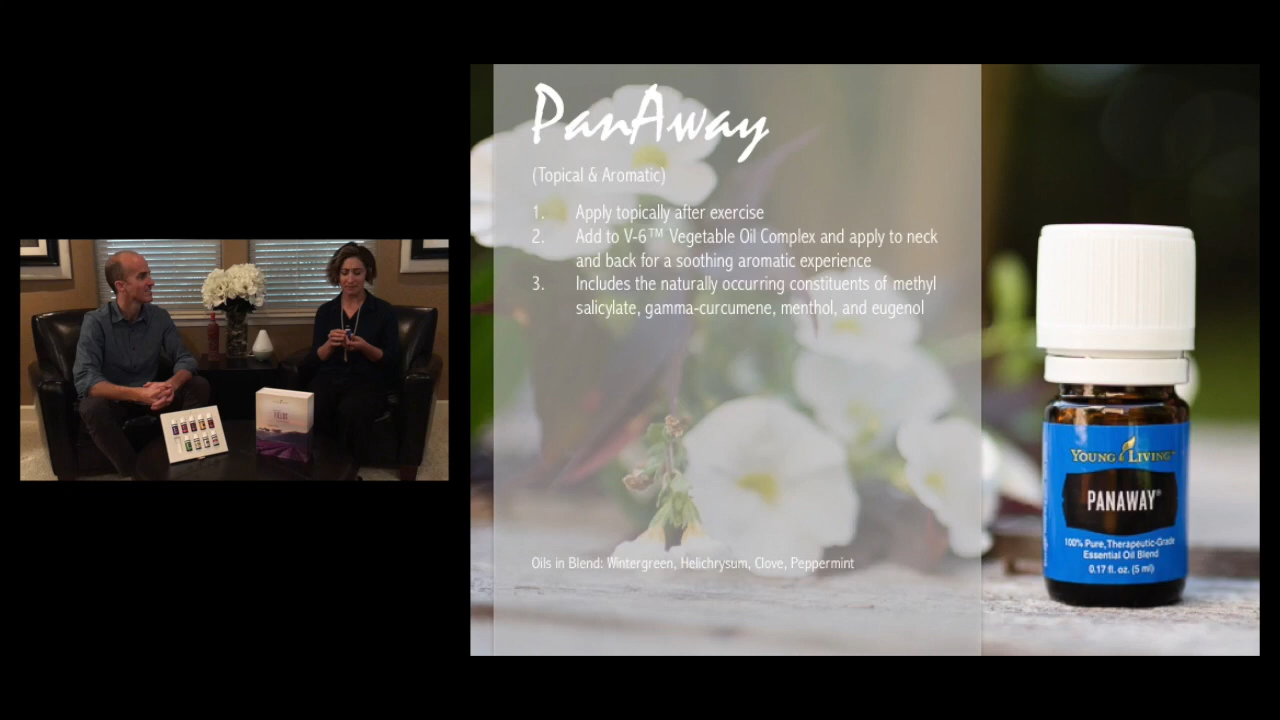 PanAway
(Topical & Aromatic)
1. Apply topically after exercise
2. Add to V-6™ Vegetable Oil Complex and apply to neck
and back for a soothing aromatic experience
3. Includes the naturally occurring constituents of methyl
salicylate, gamma-curcumene, menthol, and eugenol
Oils in Blend: Wintergreen, Helichrysum, Clove, Peppermint
YOUNG LIVING™
PANAWAY®
100% Pure, Therapeutic-Grade
Essential Oil Blend
0.17 fl. oz. (5 ml)